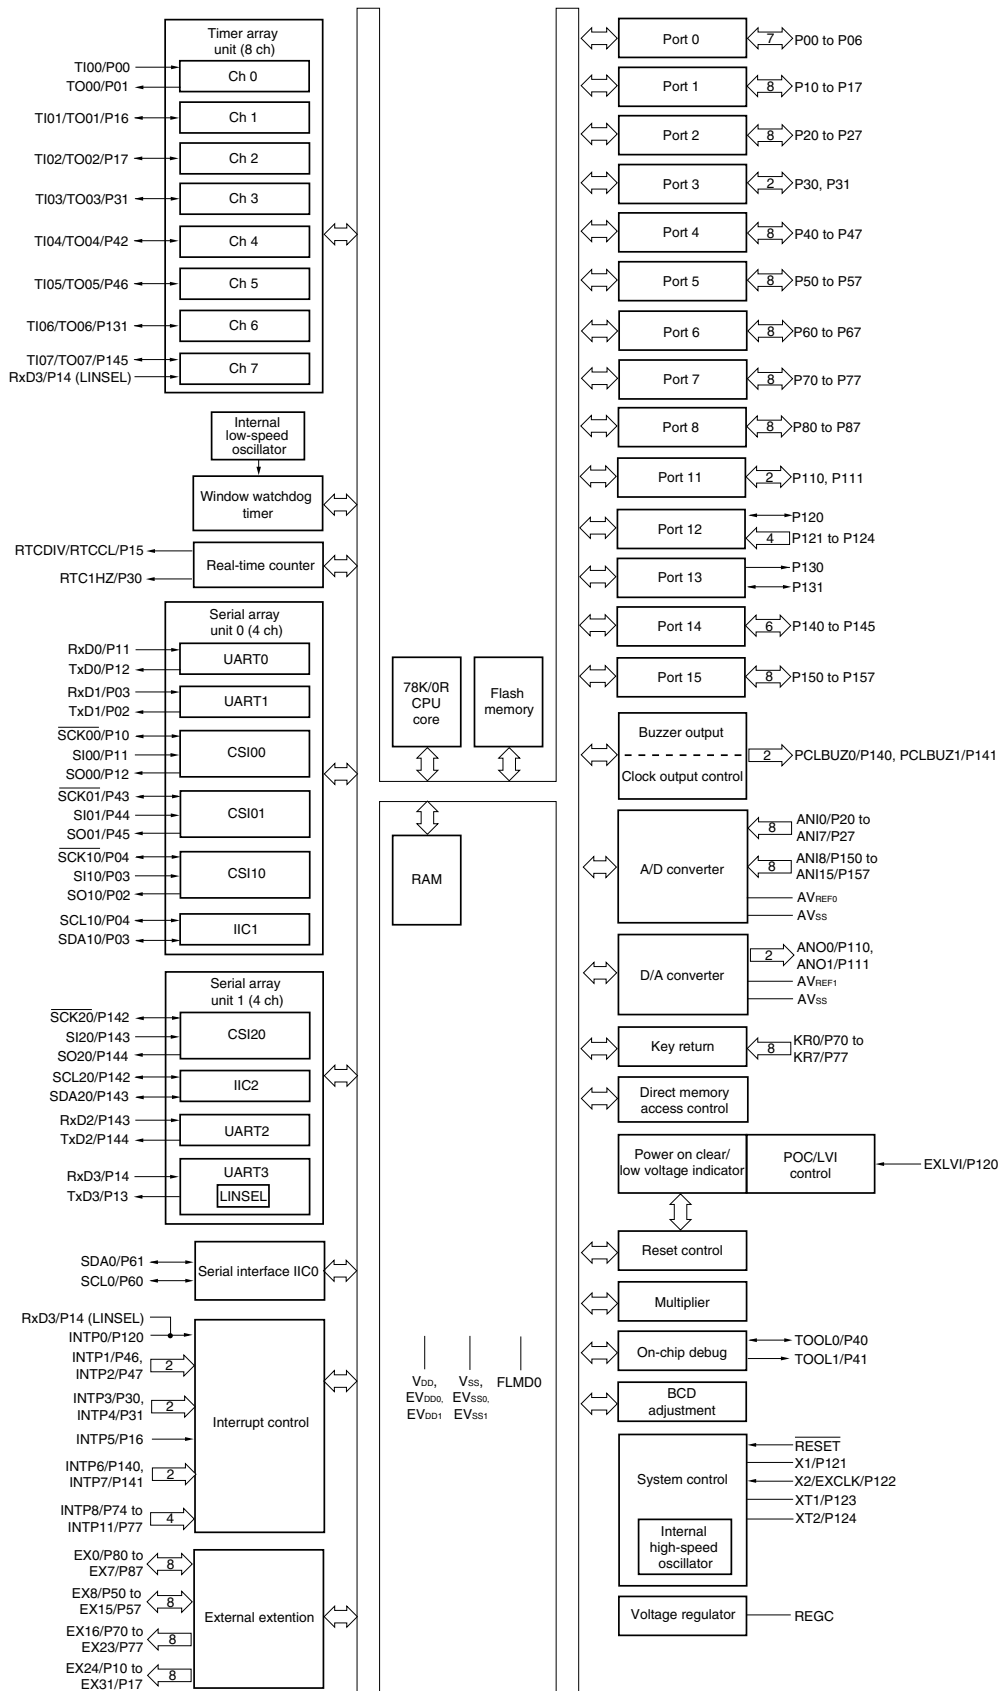 Timer array
unit (8 ch)
TI00/P00
TO00/P01
Ch 0
TI01/TO01/P16
Ch 1
TI02/TO02/P17
Ch 2
TI03/TO03/P31
Ch 3
TI04/TO04/P42
Ch 4
TI05/TO05/P46
Ch 5
TI06/TO06/P131
Ch 6
TI07/TO07/P145
RxD3/P14 (LINSEL)
Ch 7
Internal
low-speed
oscillator
Window watchdog
timer
RTCDIV/RTCCL/P15
RTC1HZ/P30
Real-time counter
Serial array
unit 0 (4 ch)
RxD0/P11
TxD0/P12
UART0
RxD1/P03
TxD1/P02
UART1
SCK00/P10
SI00/P11
SO00/P12
CSI00
SCK01/P43
SI01/P44
SO01/P45
CSI01
SCK10/P04
SI10/P03
SO10/P02
CSI10
SCL10/P04
SDA10/P03
IIC1
Serial array
unit 1 (4 ch)
SCK20/P142
SI20/P143
SO20/P144
CSI20
SCL20/P142
SDA20/P143
IIC2
RxD2/P143
TxD2/P144
UART2
RxD3/P14
TxD3/P13
UART3
LINSEL
SDA0/P61
SCL0/P60
Serial interface IIC0
RxD3/P14 (LINSEL)
INTP0/P120
INTP1/P46,
INTP2/P47
2
INTP3/P30,
INTP4/P31
2
INTP5/P16
INTP6/P140,
INTP7/P141
2
INTP8/P74 to
INTP11/P77
4
Interrupt control
EX0/P80 to
EX7/P87
8
EX8/P50 to
EX15/P57
8
EX16/P70 to
EX23/P77
8
EX24/P10 to
EX31/P17
8
External extention
78K/0R
CPU
core
Flash
memory
RAM
VDD,
EVDD0,
EVDD1
VSS,
EVSS0,
EVSS1
FLMD0
Port 0
7
P00 to P06
Port 1
8
P10 to P17
Port 2
8
P20 to P27
Port 3
2
P30, P31
Port 4
8
P40 to P47
Port 5
8
P50 to P57
Port 6
8
P60 to P67
Port 7
8
P70 to P77
Port 8
8
P80 to P87
Port 11
2
P110, P111
Port 12
P120
4
P121 to P124
Port 13
P130
P131
Port 14
6
P140 to P145
Port 15
8
P150 to P157
Buzzer output
Clock output control
2
PCLBUZ0/P140, PCLBUZ1/P141
A/D converter
8
ANI0/P20 to
ANI7/P27
8
ANI8/P150 to
ANI15/P157
AVREF0
AVSS
D/A converter
2
ANO0/P110,
ANO1/P111
AVREF1
AVSS
Key return
8
KR0/P70 to
KR7/P77
Direct memory
access control
Power on clear/
low voltage indicator
POC/LVI
control
EXLVI/P120
Reset control
Multiplier
On-chip debug
TOOL0/P40
TOOL1/P41
BCD
adjustment
System control
RESET
X1/P121
X2/EXCLK/P122
XT1/P123
XT2/P124
Internal
high-speed
oscillator
Voltage regulator
REGC